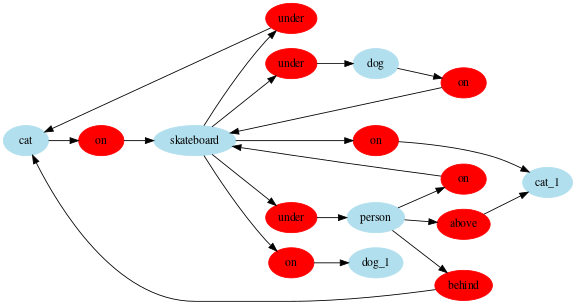 under
under
dog
on
cat
on
skateboard
on
on
cat_1
under
person
above
on
dog_1
behind